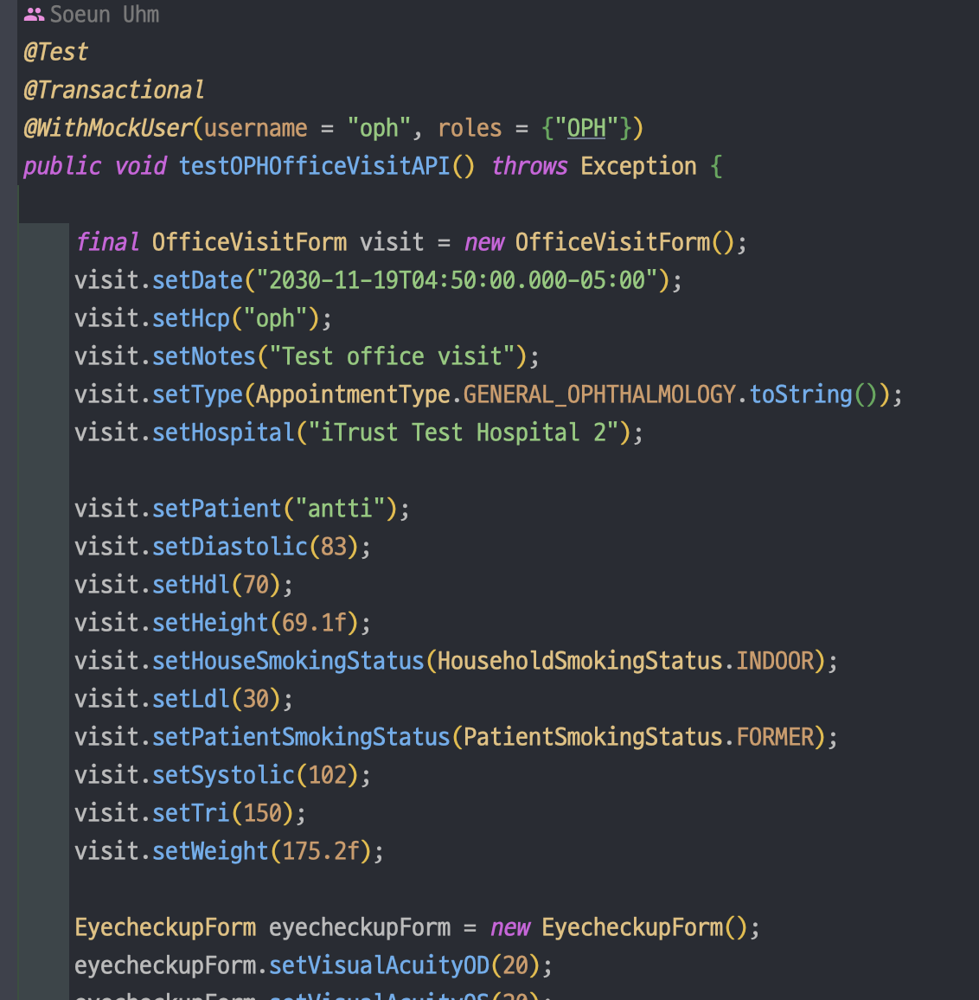 Soeun Uhm
@Test
@Transactional
@WithMockUser(username = "oph", roles = {"OPH"})
public void testOPHOfficeVisitAPI() throws Exception {
final OfficeVisitForm visit = new OfficeVisitForm();
visit.setDate("2030-11-19T04:50:00.000-05:00");
visit.setHcp("oph");
visit.setNotes("Test office visit");
visit.setType(AppointmentType.GENERAL_OPHTHALMOLOGY.toString());
visit.setHospital("iTrust Test Hospital 2");
visit.setPatient("antti");
visit.setDiastolic(83);
visit.setHdl(70);
visit.setHeight(69.1f);
visit.setHouseSmokingStatus(HouseholdSmokingStatus.INDOOR);
visit.setLdl(30);
visit.setPatientSmokingStatus(PatientSmokingStatus.FORMER);
visit.setSystolic(102);
visit.setTri(150);
visit.setWeight(175.2f);
EyecheckupForm eyecheckupForm = new EyecheckupForm();
eyecheckupForm.setVisualAcuityOD(20);